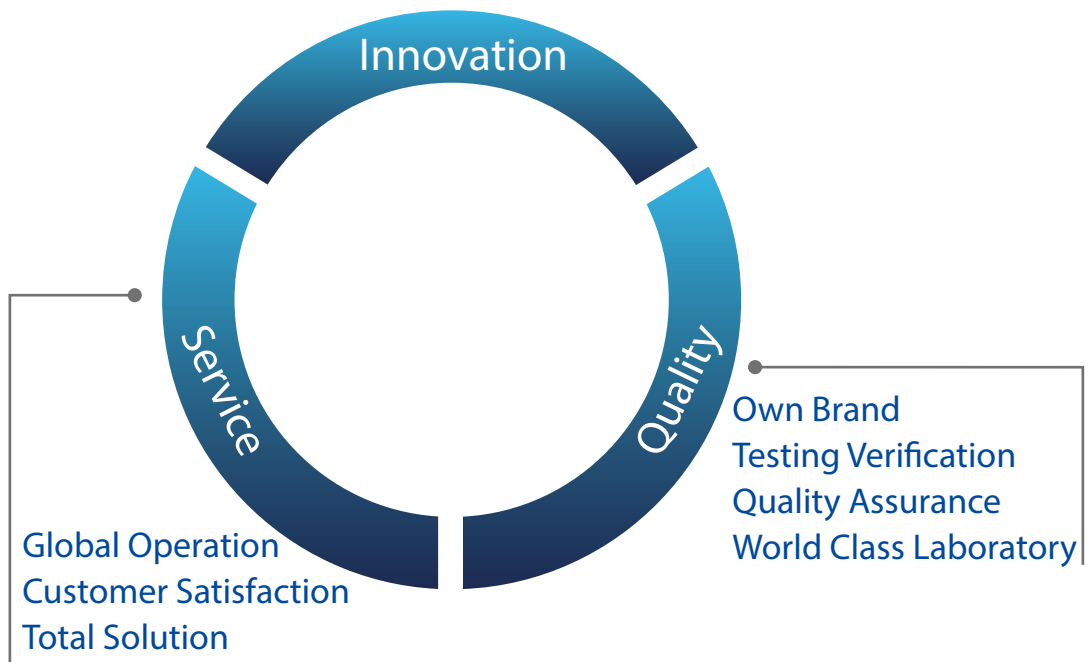 Innovation
Service
Quality
Own Brand
Testing Verification
Quality Assurance
World Class Laboratory
Global Operation
Customer Satisfaction
Total Solution